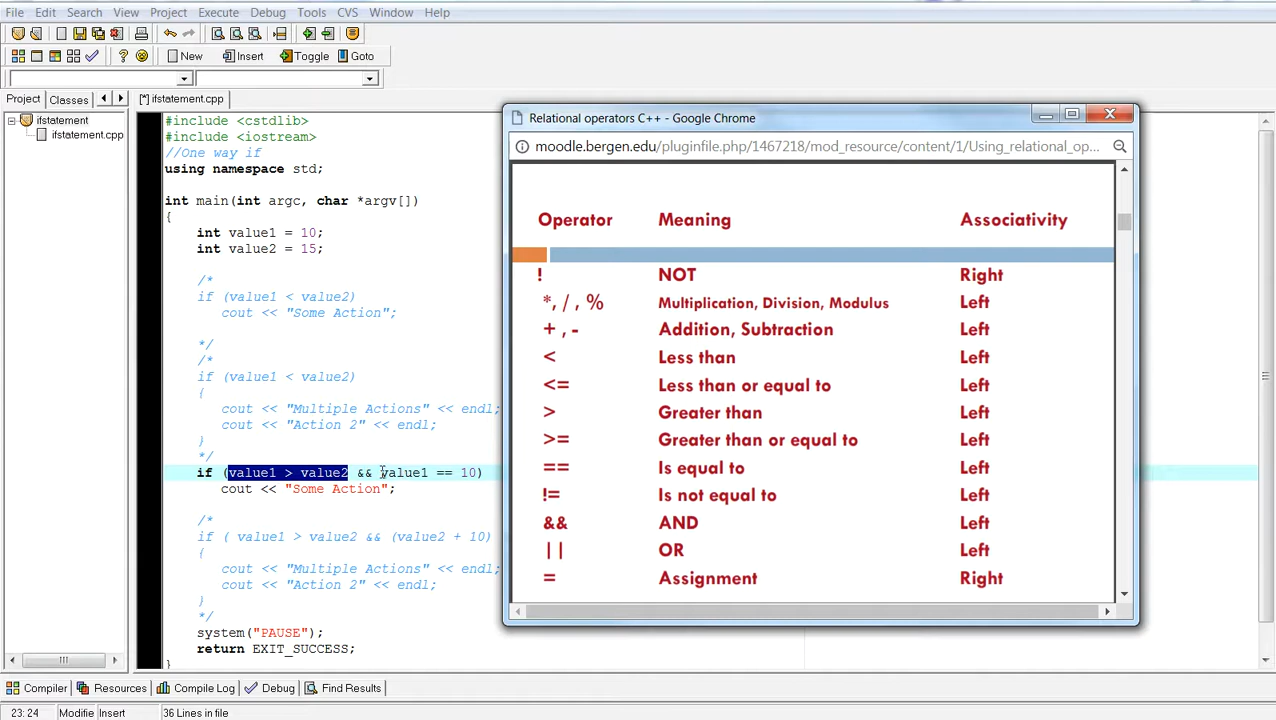 File Edit Search View Project Execute Debug Tools CVS Window Help
New Insert Toggle Goto
Project Classes
[*] ifstatement.cpp
ifstatement
ifstatement.cpp
#include <cstdlib>
#include <iostream>
//One way if
using namespace std;
int main(int argc, char *argv[])
{
int value1 = 10;
int value2 = 15;
/*
if (value1 < value2)
cout << "Some Action";
*/
/*
if (value1 < value2)
{
cout << "Multiple Actions" << endl;
cout << "Action 2" << endl;
}
*/
if (value1 > value2 && value1 == 10)
cout << "Some Action";
/*
if ( value1 > value2 && (value2 + 10)
{
cout << "Multiple Actions" << endl;
cout << "Action 2" << endl;
}
*/
system("PAUSE");
return EXIT_SUCCESS;
}
Relational operators C++ - Google Chrome
moodle.bergen.edu/pluginfile.php/1467218/mod_resource/content/1/Using_relational_op...
Operator Meaning Associativity
! NOT Right
*, / , % Multiplication, Division, Modulus Left
+ , - Addition, Subtraction Left
< Less than Left
<= Less than or equal to Left
> Greater than Left
>= Greater than or equal to Left
== Is equal to Left
!= Is not equal to Left
&& AND Left
|| OR Left
= Assignment Right
Compiler Resources Compile Log Debug Find Results
23: 24 Modifie Insert 36 Lines in file